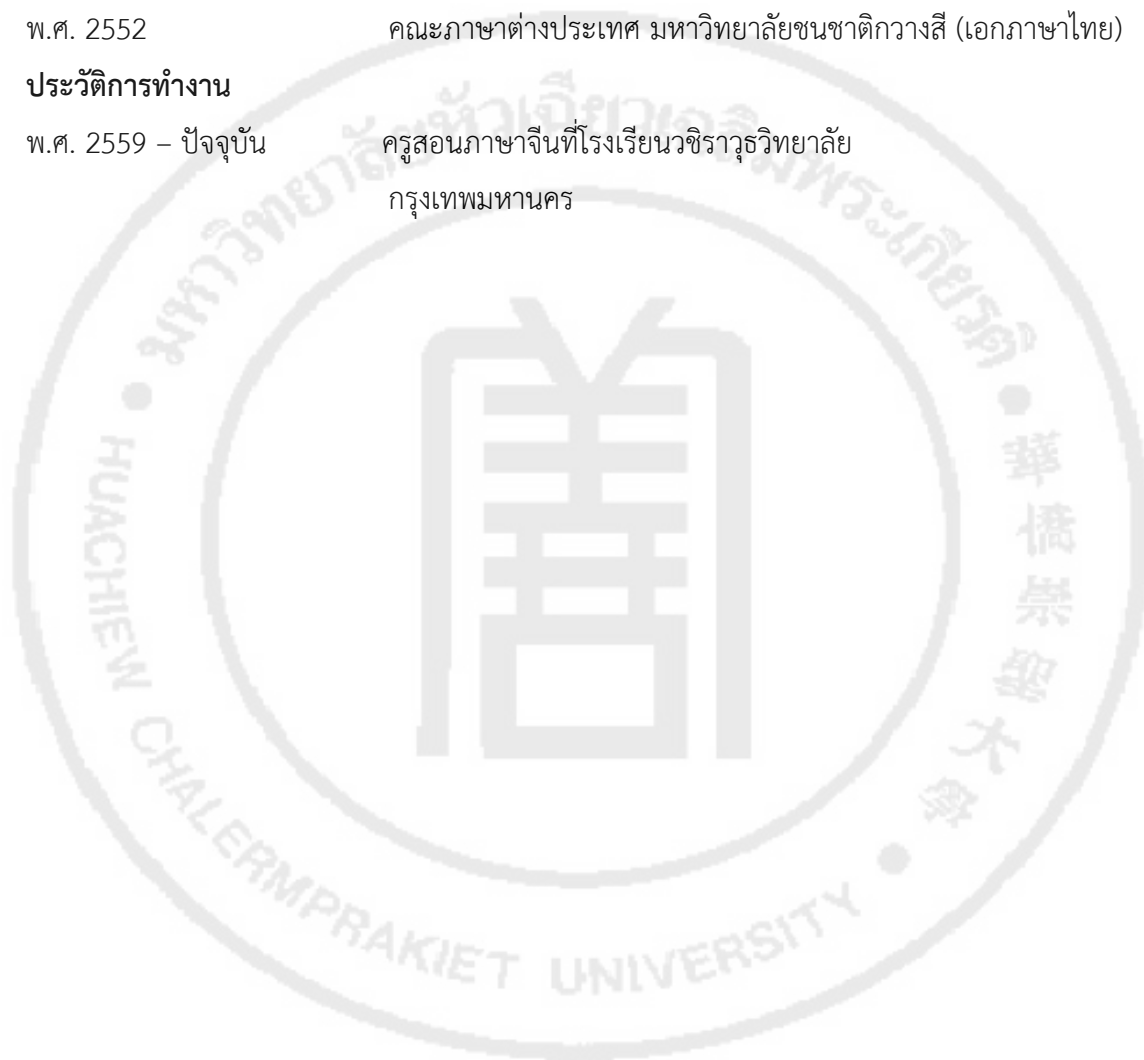 พ.ศ. 2552 คณะภาษาต่างประเทศ มหาวิทยาลัยชนชาติกวางสี (เอกภาษาไทย)
ประวัติการทำงาน
พ.ศ. 2559 – ปัจจุบัน ครูสอนภาษาจีนที่โรงเรียนวชิราวุธวิทยาลัย
กรุงเทพมหานคร
มหาวิทยาลัยหัวเฉียวเฉลิมพระเกียรติ
華僑崇聖大學
HUACHIEW CHALERMPRAKIET UNIVERSITY